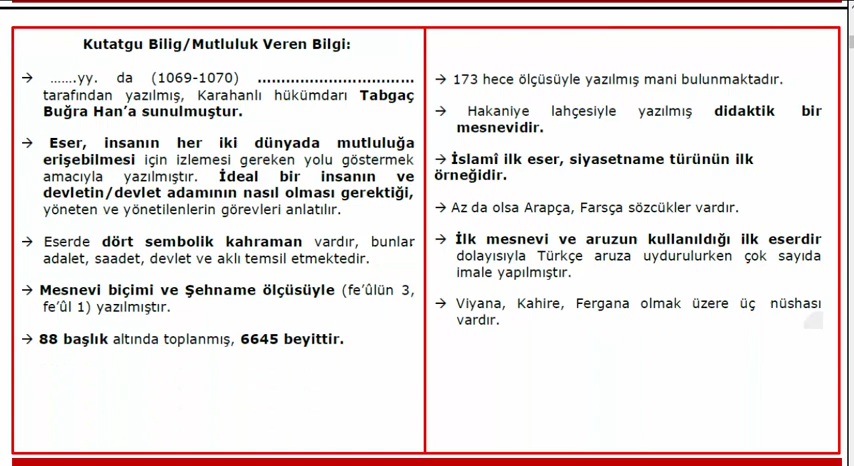 Kutatgu Bilig/Mutluluk Veren Bilgi:
→ …….yy. da (1069-1070) ……………………………
tarafından yazılmış, Karahanlı hükümdarı Tabgaç
Buğra Han’a sunulmuştur.
→ Eser, insanın her iki dünyada mutluluğa
erişebilmesi için izlemesi gereken yolu göstermek
amacıyla yazılmıştır. İdeal bir insanın ve
devletin/devlet adamının nasıl olması gerektiği,
yöneten ve yönetilenlerin görevleri anlatılır.
→ Eserde dört sembolik kahraman vardır, bunlar
adalet, saadet, devlet ve aklı temsil etmektedir.
→ Mesnevi biçimi ve Şehname ölçüsüyle (fe’ûlün 3,
fe’ûl 1) yazılmıştır.
→ 88 başlık altında toplanmış, 6645 beyittir.
→ 173 hece ölçüsüyle yazılmış mani bulunmaktadır.
→ Hakaniye lahçesiyle yazılmış didaktik bir
mesnevidir.
→ İslamî ilk eser, siyasetname türünün ilk
örneğidir.
→ Az da olsa Arapça, Farsça sözcükler vardır.
→ İlk mesnevi ve aruzun kullanıldığı ilk eserdir
dolayısıyla Türkçe aruza uydurulurken çok sayıda
imale yapılmıştır.
→ Viyana, Kahire, Fergana olmak üzere üç nüshası
vardır.